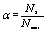 α = N_s / N_max